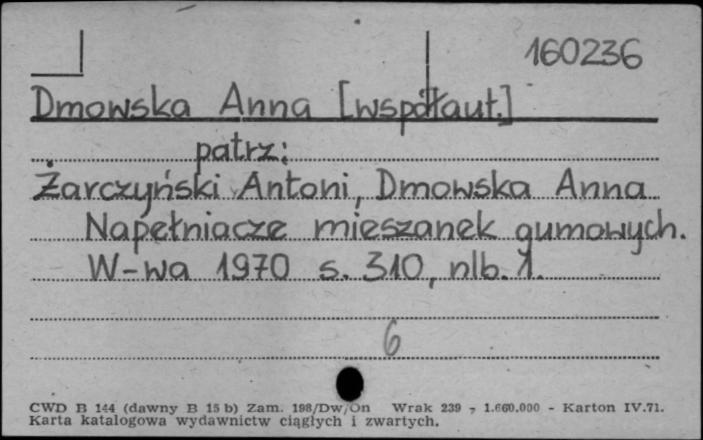 160236
Dmowska Anna [współaut.]
patrz:
Żarczyński Antoni, Dmowska Anna
Napełniacze mieszanek gumowych.
W-wa 1970 s. 310, nlb. 1.
6
CWD B 144 (dawny B 15 b) Zam. 198/Dw/On Wrak 239 - 1.660.000 - Karton IV.71.
Karta katalogowa wydawnictw ciągłych i zwartych.